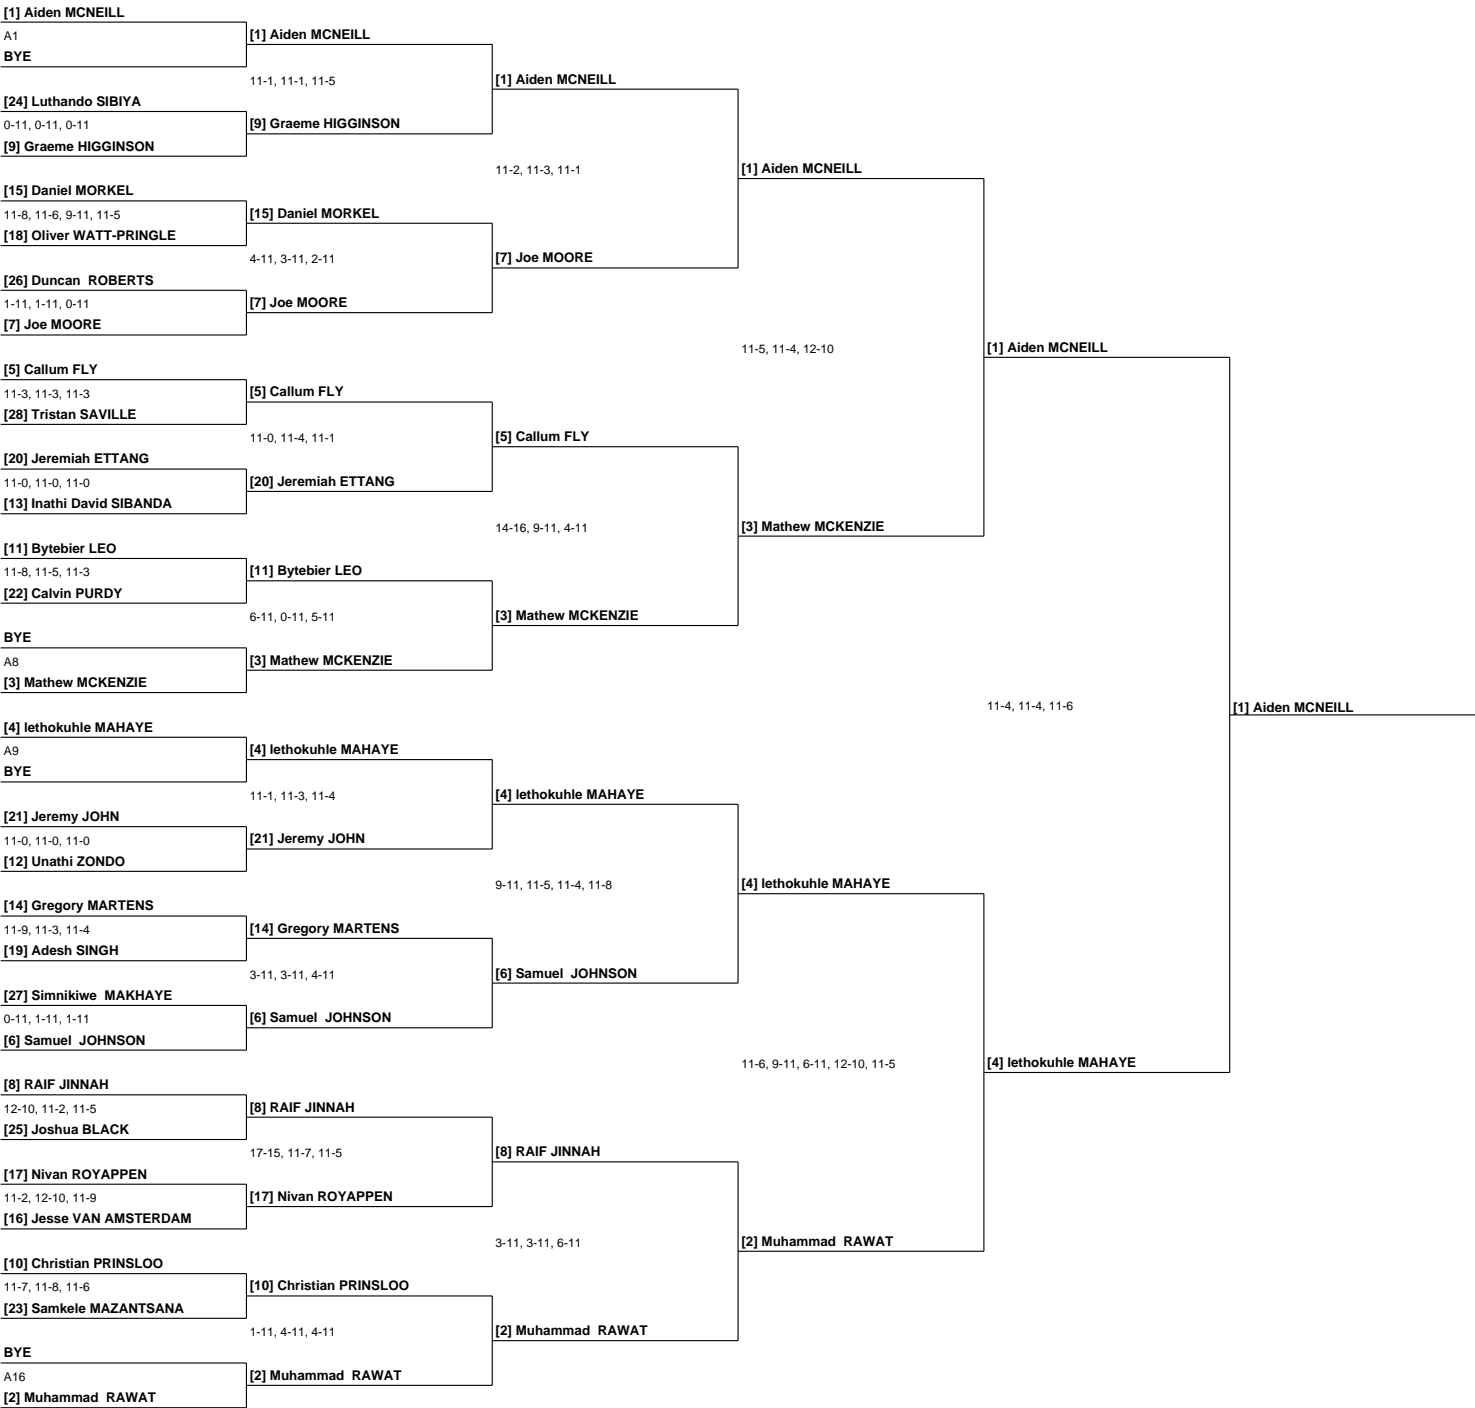 [1] Aiden MCNEILL
A1
BYE
[24] Luthando SIBIYA
0-11, 0-11, 0-11
[9] Graeme HIGGINSON
[15] Daniel MORKEL
11-8, 11-6, 9-11, 11-5
[18] Oliver WATT-PRINGLE
[26] Duncan  ROBERTS
1-11, 1-11, 0-11
[7] Joe MOORE
[5] Callum FLY
11-3, 11-3, 11-3
[28] Tristan SAVILLE
[20] Jeremiah ETTANG
11-0, 11-0, 11-0
[13] Inathi David SIBANDA
[11] Bytebier LEO
11-8, 11-5, 11-3
[22] Calvin PURDY
BYE
A8
[3] Mathew MCKENZIE
[4] lethokuhle MAHAYE
A9
BYE
[21] Jeremy JOHN
11-0, 11-0, 11-0
[12] Unathi ZONDO
[14] Gregory MARTENS
11-9, 11-3, 11-4
[19] Adesh SINGH
[27] Simnikiwe  MAKHAYE
0-11, 1-11, 1-11
[6] Samuel  JOHNSON
[8] RAIF JINNAH
12-10, 11-2, 11-5
[25] Joshua BLACK
[17] Nivan ROYAPPEN
11-2, 12-10, 11-9
[16] Jesse VAN AMSTERDAM
[10] Christian PRINSLOO
11-7, 11-8, 11-6
[23] Samkele MAZANTSANA
BYE
A16
[2] Muhammad  RAWAT
[1] Aiden MCNEILL
11-1, 11-1, 11-5
[9] Graeme HIGGINSON
[15] Daniel MORKEL
4-11, 3-11, 2-11
[7] Joe MOORE
[5] Callum FLY
11-0, 11-4, 11-1
[20] Jeremiah ETTANG
[11] Bytebier LEO
6-11, 0-11, 5-11
[3] Mathew MCKENZIE
[4] lethokuhle MAHAYE
11-1, 11-3, 11-4
[21] Jeremy JOHN
[14] Gregory MARTENS
3-11, 3-11, 4-11
[6] Samuel  JOHNSON
[8] RAIF JINNAH
17-15, 11-7, 11-5
[17] Nivan ROYAPPEN
[10] Christian PRINSLOO
1-11, 4-11, 4-11
[2] Muhammad  RAWAT
[1] Aiden MCNEILL
11-2, 11-3, 11-1
[7] Joe MOORE
[5] Callum FLY
14-16, 9-11, 4-11
[3] Mathew MCKENZIE
[4] lethokuhle MAHAYE
9-11, 11-5, 11-4, 11-8
[6] Samuel  JOHNSON
[8] RAIF JINNAH
3-11, 3-11, 6-11
[2] Muhammad  RAWAT
[1] Aiden MCNEILL
11-5, 11-4, 12-10
[3] Mathew MCKENZIE
[4] lethokuhle MAHAYE
11-6, 9-11, 6-11, 12-10, 11-5
[2] Muhammad  RAWAT
[1] Aiden MCNEILL
11-4, 11-4, 11-6
[4] lethokuhle MAHAYE
[1] Aiden MCNEILL